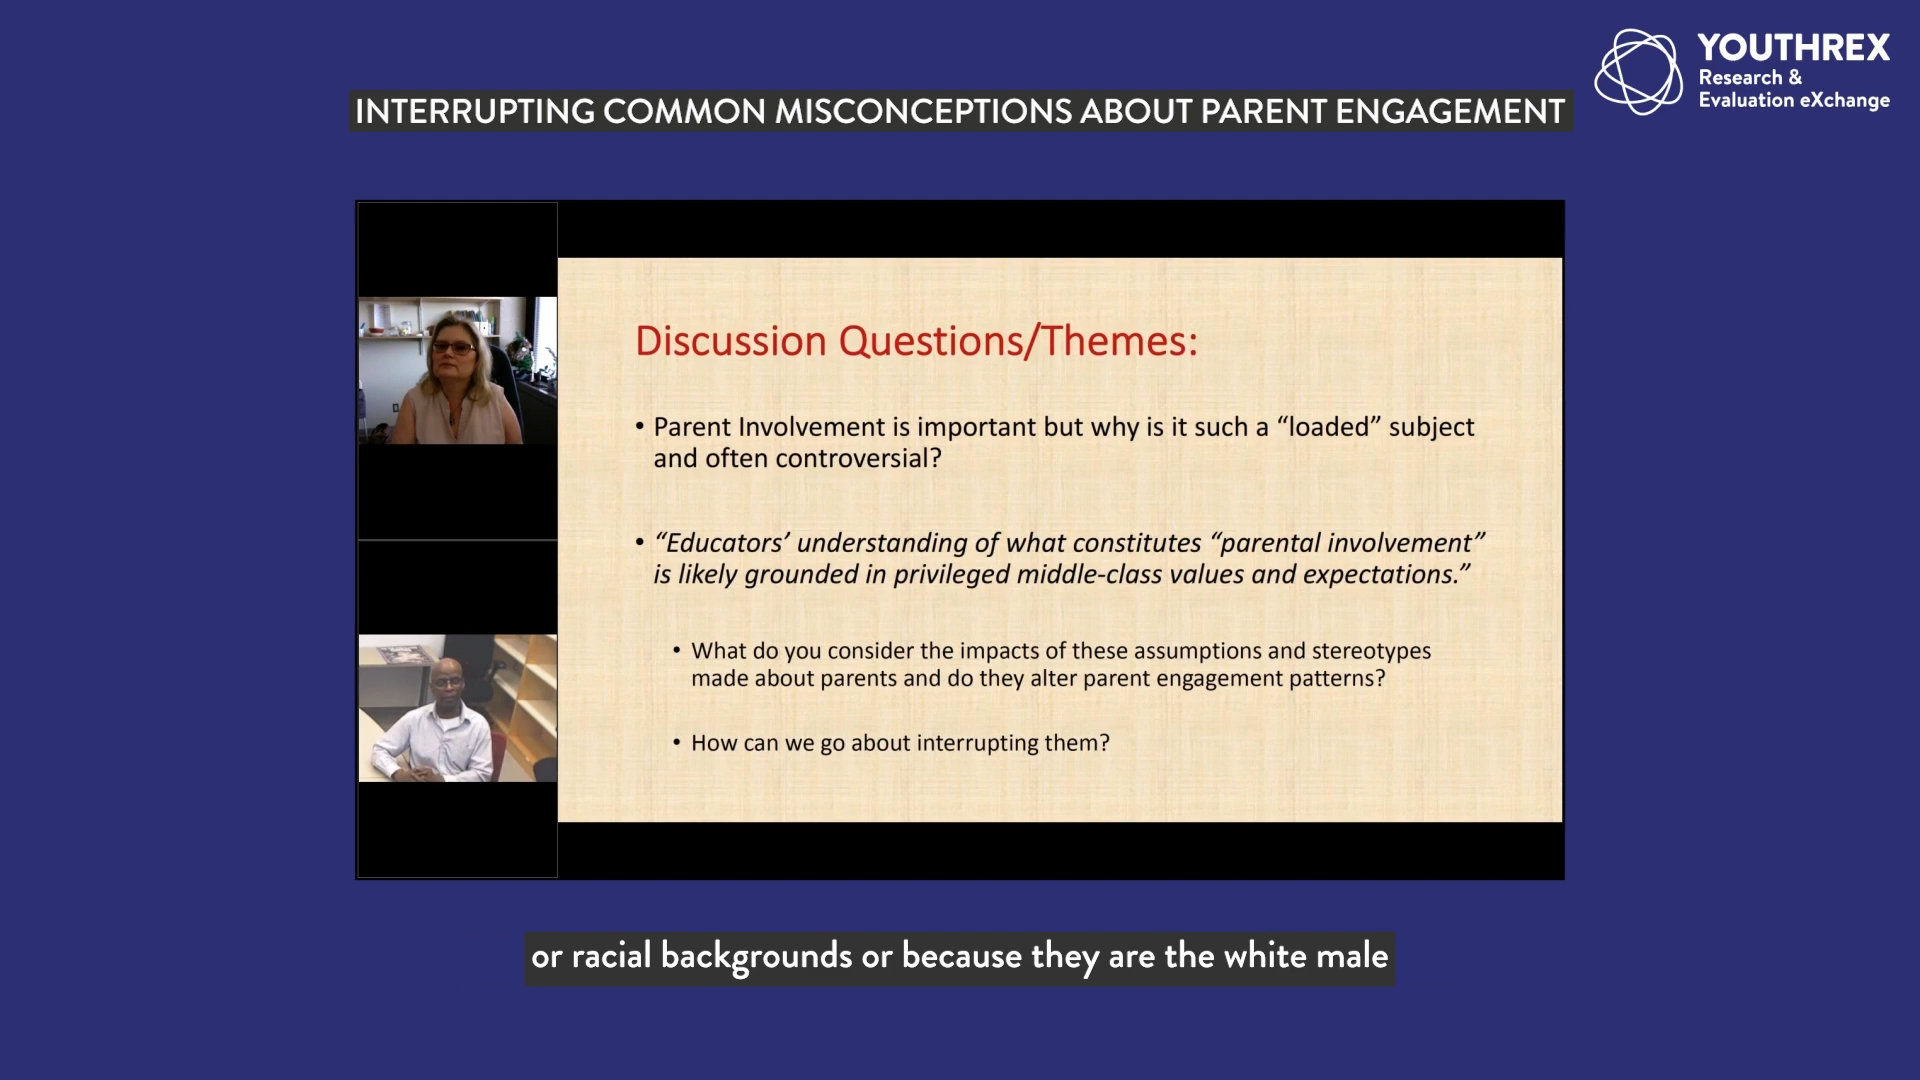 YOUTHREX
Research &
Evaluation eXchange
INTERRUPTING COMMON MISCONCEPTIONS ABOUT PARENT ENGAGEMENT
Discussion Questions/Themes:
• Parent Involvement is important but why is it such a “loaded” subject
and often controversial?
• “Educators’ understanding of what constitutes “parental involvement”
is likely grounded in privileged middle-class values and expectations.”
• What do you consider the impacts of these assumptions and stereotypes
made about parents and do they alter parent engagement patterns?
• How can we go about interrupting them?
or racial backgrounds or because they are the white male